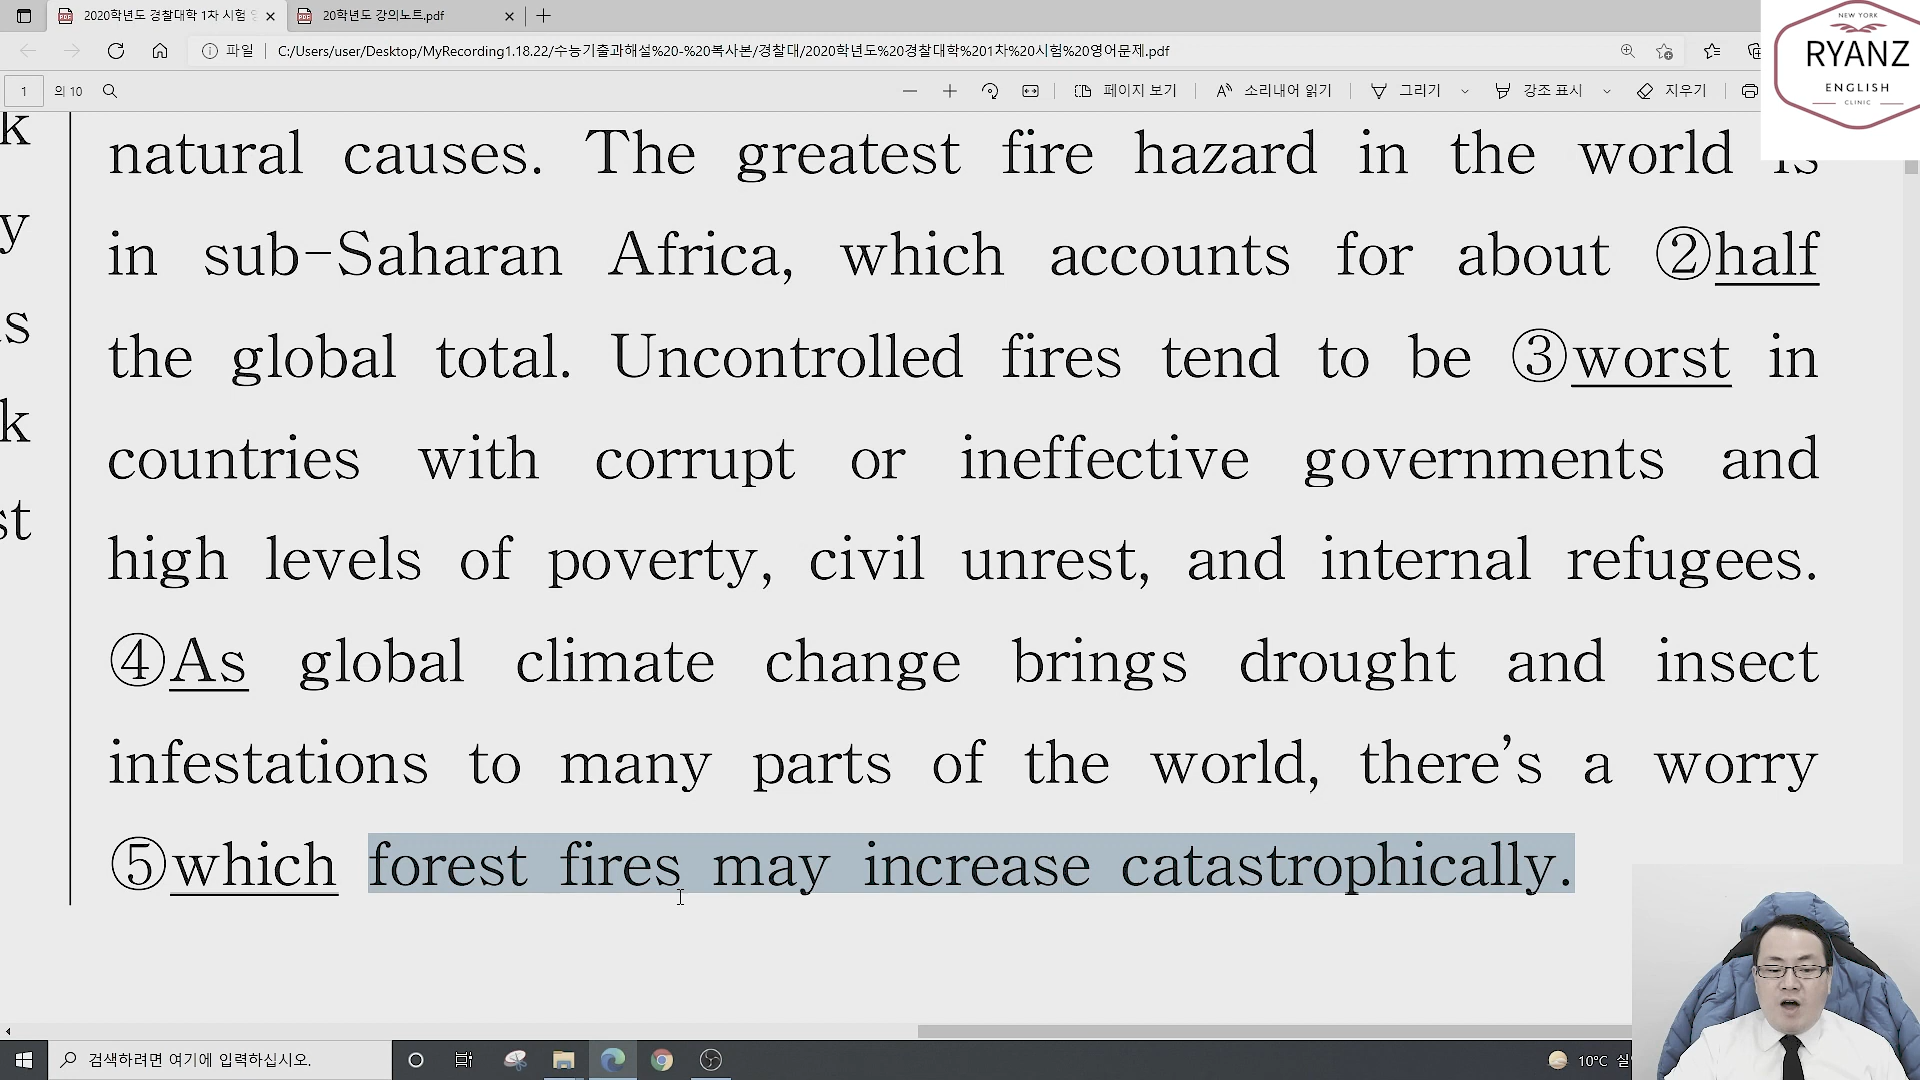 2020학년도 경찰대학 1차 시험
20학년도 강의노트.pdf
파일
C:/Users/user/Desktop/MyRecording1.18.22/수능기출과해설%20-%20복사본/경찰대/2020학년도%20경찰대학%201차%20시험%20영어문제.pdf
1 의 10
페이지 보기
소리내어 읽기
그리기
강조 표시
지우기
NEW YORK
RYANZ
ENGLISH
CLINIC
k
natural causes. The greatest fire hazard in the world is
y
in sub-Saharan Africa, which accounts for about ②half
s
the global total. Uncontrolled fires tend to be ③worst in
k
countries with corrupt or ineffective governments and
st
high levels of poverty, civil unrest, and internal refugees.
④As global climate change brings drought and insect
infestations to many parts of the world, there's a worry
⑤which forest fires may increase catastrophically.
검색하려면 여기에 입력하십시오.
10°C